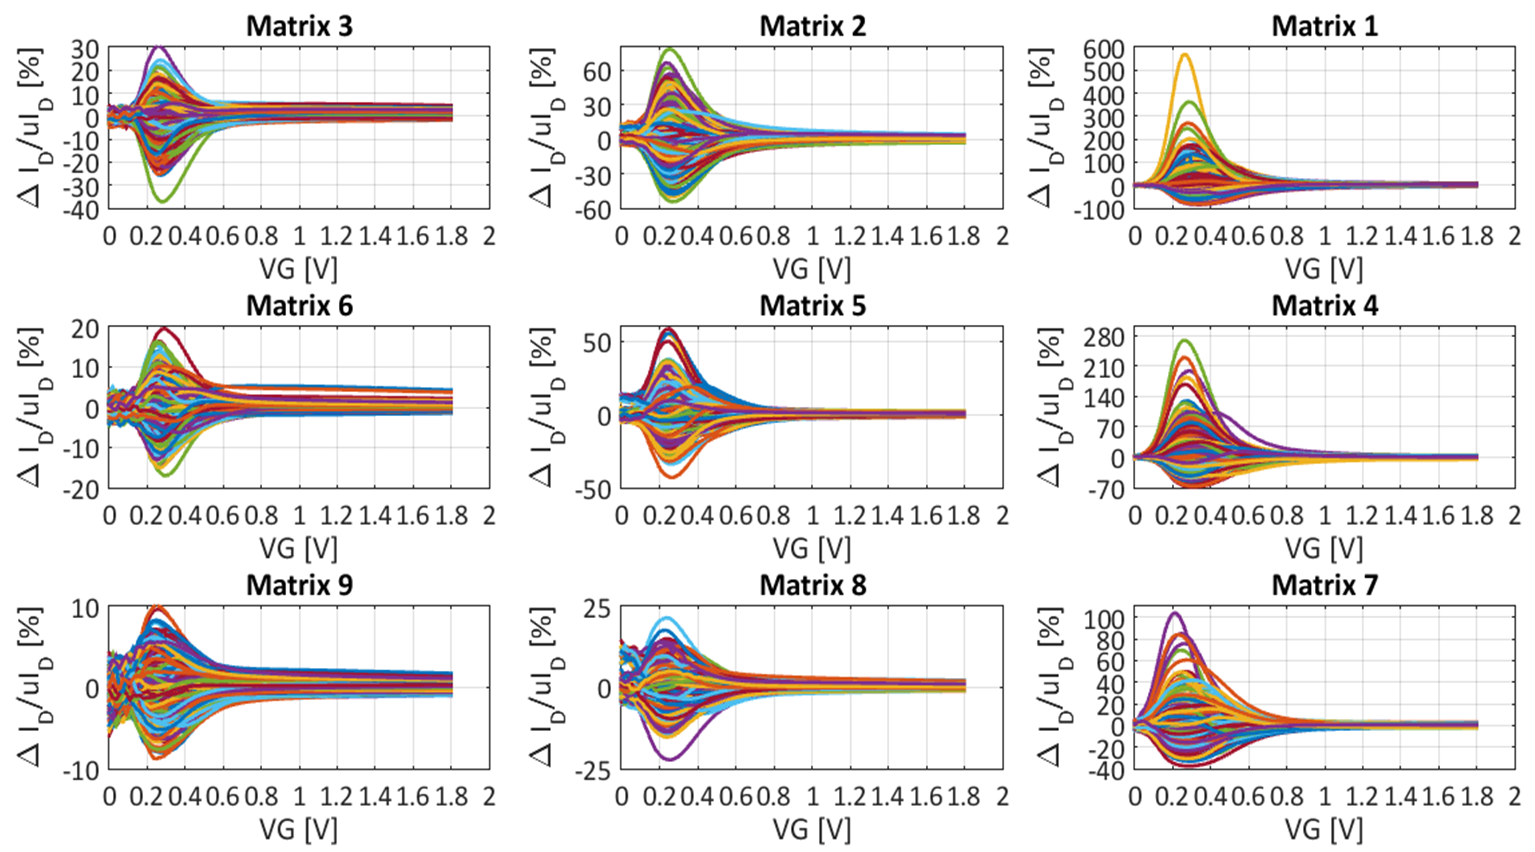 Matrix 3
Δ I_D/uI_D [%]
30
20
10
0
-10
-20
-30
-40
0 0.2 0.4 0.6 0.8 1 1.2 1.4 1.6 1.8 2
VG [V]
Matrix 2
Δ I_D/uI_D [%]
60
30
0
-30
-60
0 0.2 0.4 0.6 0.8 1 1.2 1.4 1.6 1.8 2
VG [V]
Matrix 1
Δ I_D/uI_D [%]
600
500
400
300
200
100
0
-100
0 0.2 0.4 0.6 0.8 1 1.2 1.4 1.6 1.8 2
VG [V]
Matrix 6
Δ I_D/uI_D [%]
20
10
0
-10
-20
0 0.2 0.4 0.6 0.8 1 1.2 1.4 1.6 1.8 2
VG [V]
Matrix 5
Δ I_D/uI_D [%]
50
0
-50
0 0.2 0.4 0.6 0.8 1 1.2 1.4 1.6 1.8 2
VG [V]
Matrix 4
Δ I_D/uI_D [%]
280
210
140
70
0
-70
0 0.2 0.4 0.6 0.8 1 1.2 1.4 1.6 1.8 2
VG [V]
Matrix 9
Δ I_D/uI_D [%]
10
0
-10
0 0.2 0.4 0.6 0.8 1 1.2 1.4 1.6 1.8 2
VG [V]
Matrix 8
Δ I_D/uI_D [%]
25
0
-25
0 0.2 0.4 0.6 0.8 1 1.2 1.4 1.6 1.8 2
VG [V]
Matrix 7
Δ I_D/uI_D [%]
100
80
60
40
20
0
-20
-40
0 0.2 0.4 0.6 0.8 1 1.2 1.4 1.6 1.8 2
VG [V]